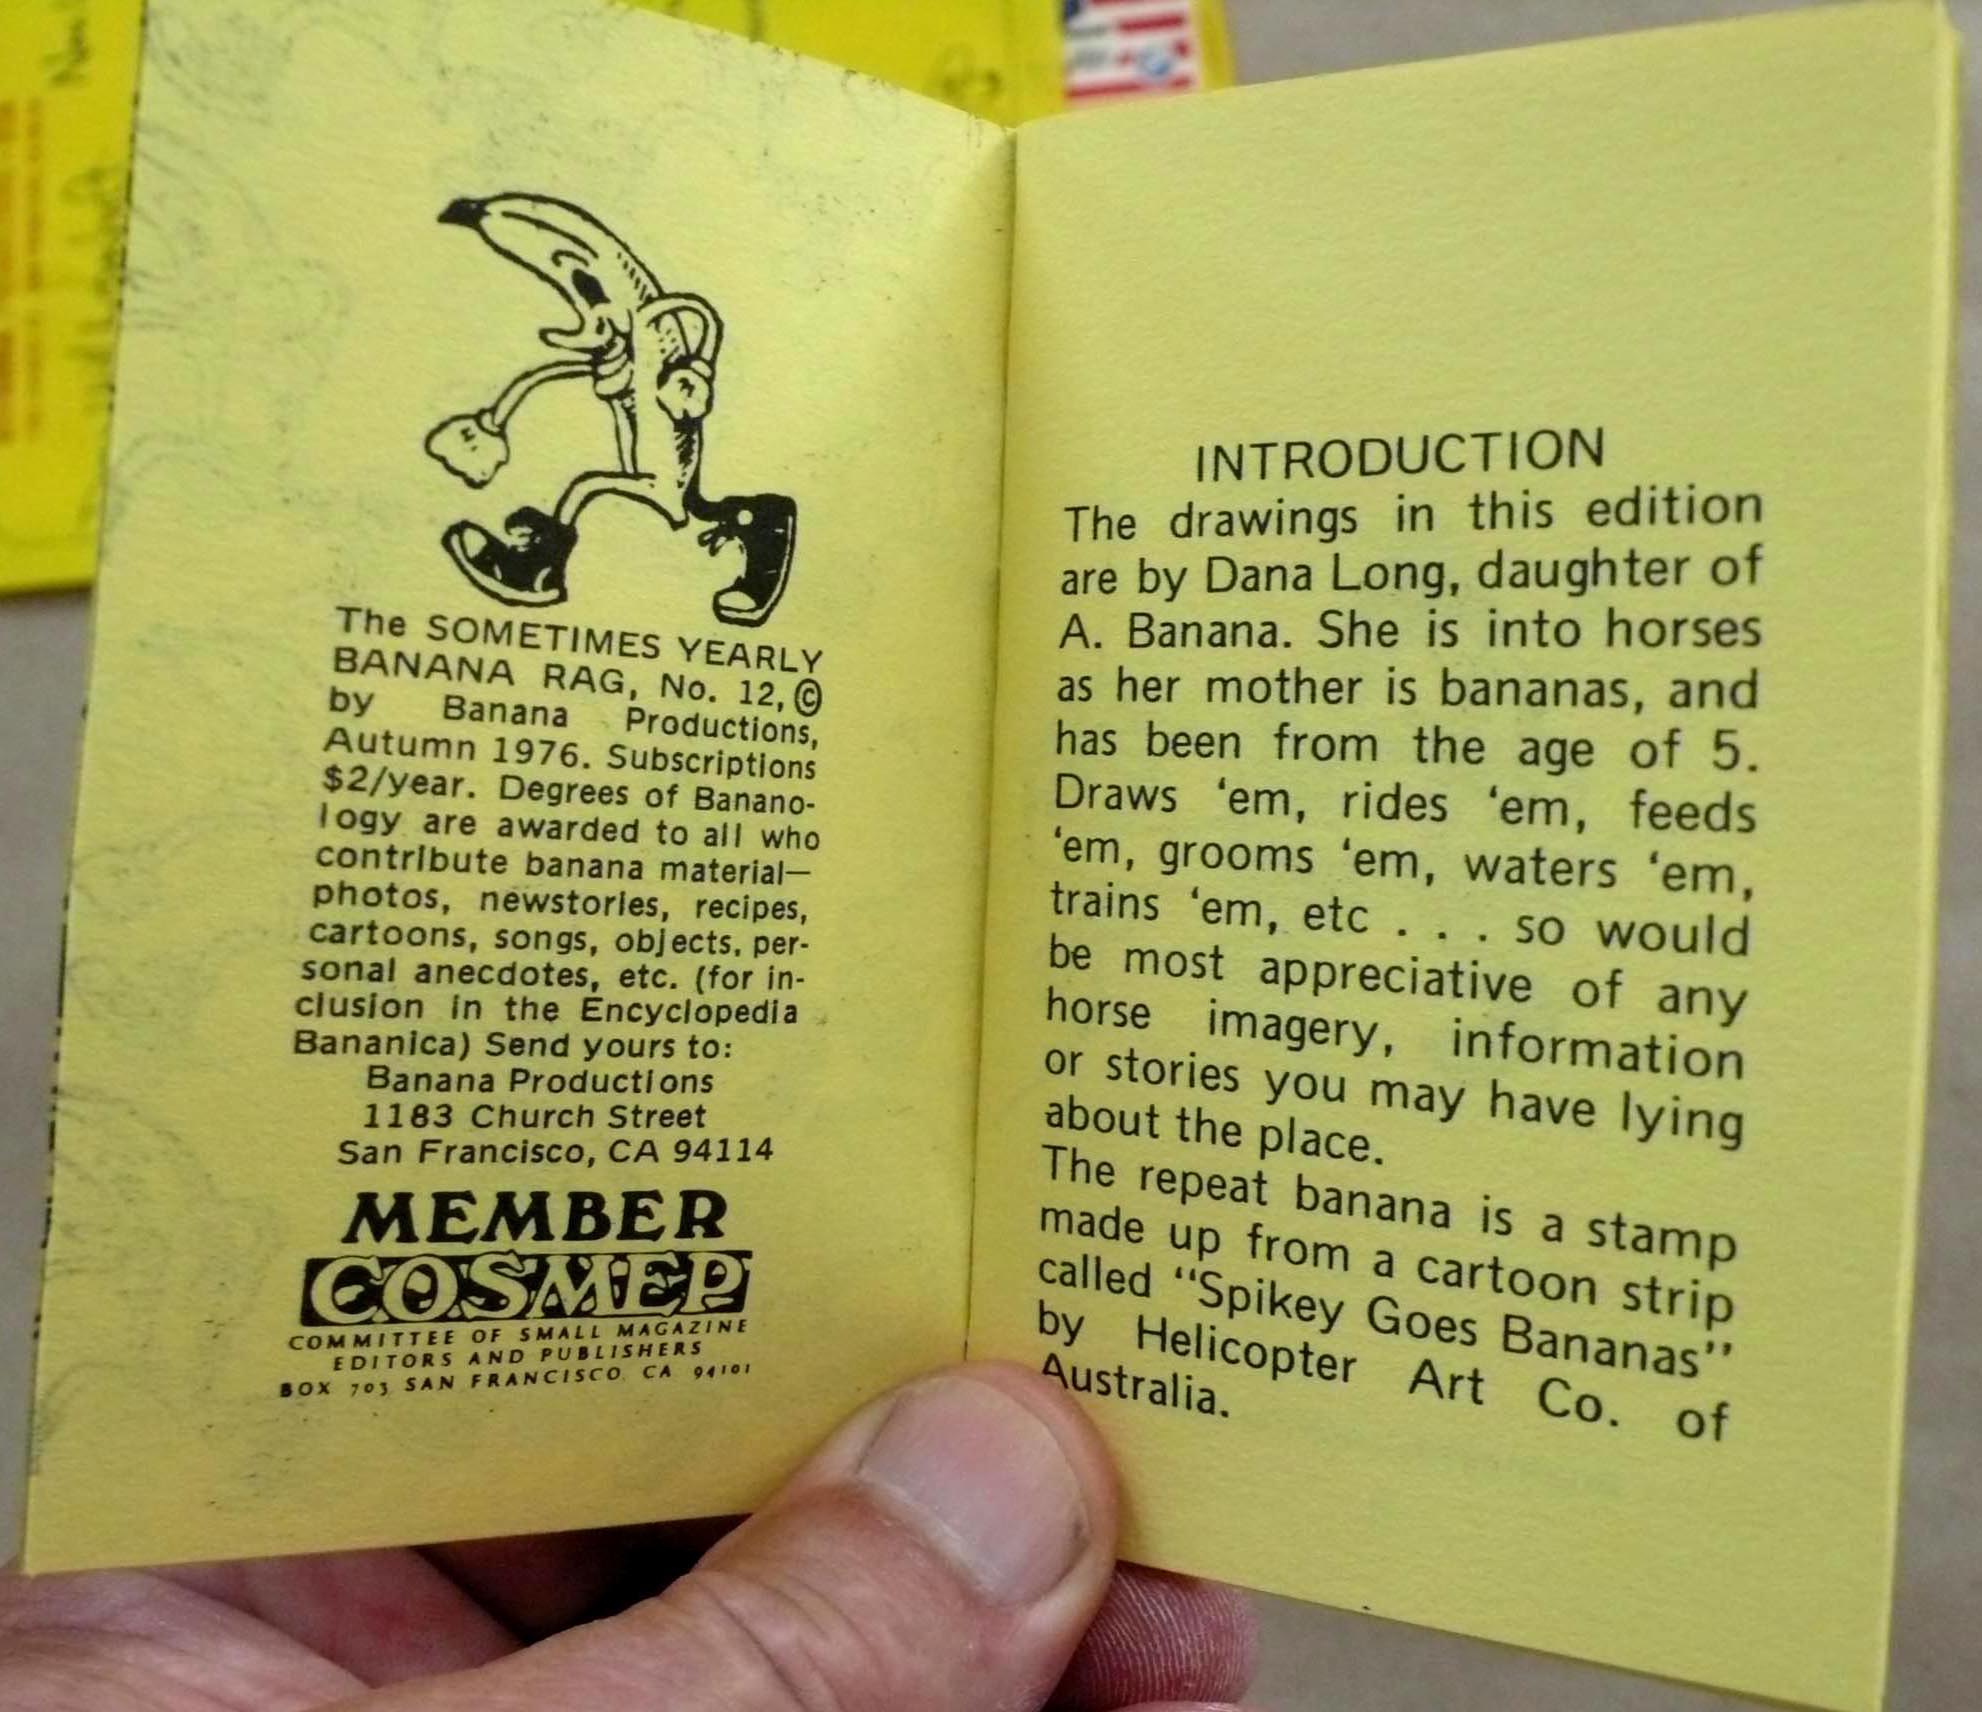 The SOMETIMES YEARLY
BANANA RAG, No. 12, ©
by Banana Productions,
Autumn 1976. Subscriptions
$2/year. Degrees of Banano-
logy are awarded to all who
contribute banana material—
photos, newstories, recipes,
cartoons, songs, objects, per-
sonal anecdotes, etc. (for in-
clusion in the Encyclopedia
Bananica) Send yours to:
Banana Productions
1183 Church Street
San Francisco, CA 94114
MEMBER
COSMEP
COMMITTEE OF SMALL MAGAZINE
EDITORS AND PUBLISHERS
BOX 703 SAN FRANCISCO CA 94101
INTRODUCTION
The drawings in this edition
are by Dana Long, daughter of
A. Banana. She is into horses
as her mother is bananas, and
has been from the age of 5.
Draws ‘em, rides ‘em, feeds
‘em, grooms ‘em, waters ‘em,
trains ‘em, etc . . . so would
be most appreciative of any
horse imagery, information
or stories you may have lying
about the place.
The repeat banana is a stamp
made up from a cartoon strip
called “Spikey Goes Bananas”
by Helicopter Art Co. of
Australia.